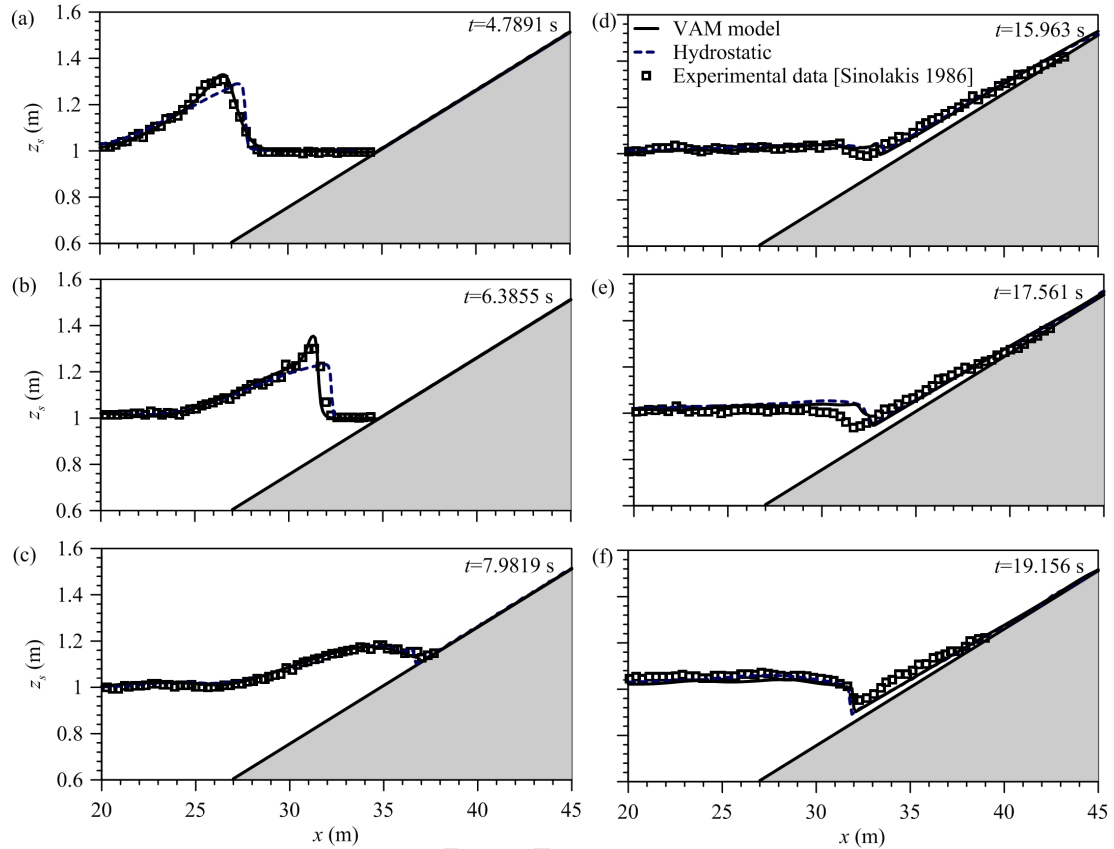 (a)
t=4.7891 s
1.6
1.4
1.2
1
0.8
0.6
z_s (m)
(b)
t=6.3855 s
1.6
1.4
1.2
1
0.8
0.6
z_s (m)
(c)
t=7.9819 s
1.6
1.4
1.2
1
0.8
0.6
z_s (m)
20 25 30 35 40 45
x (m)
(d)
t=15.963 s
VAM model
Hydrostatic
Experimental data [Sinolakis 1986]
(e)
t=17.561 s
(f)
t=19.156 s
20 25 30 35 40 45
x (m)